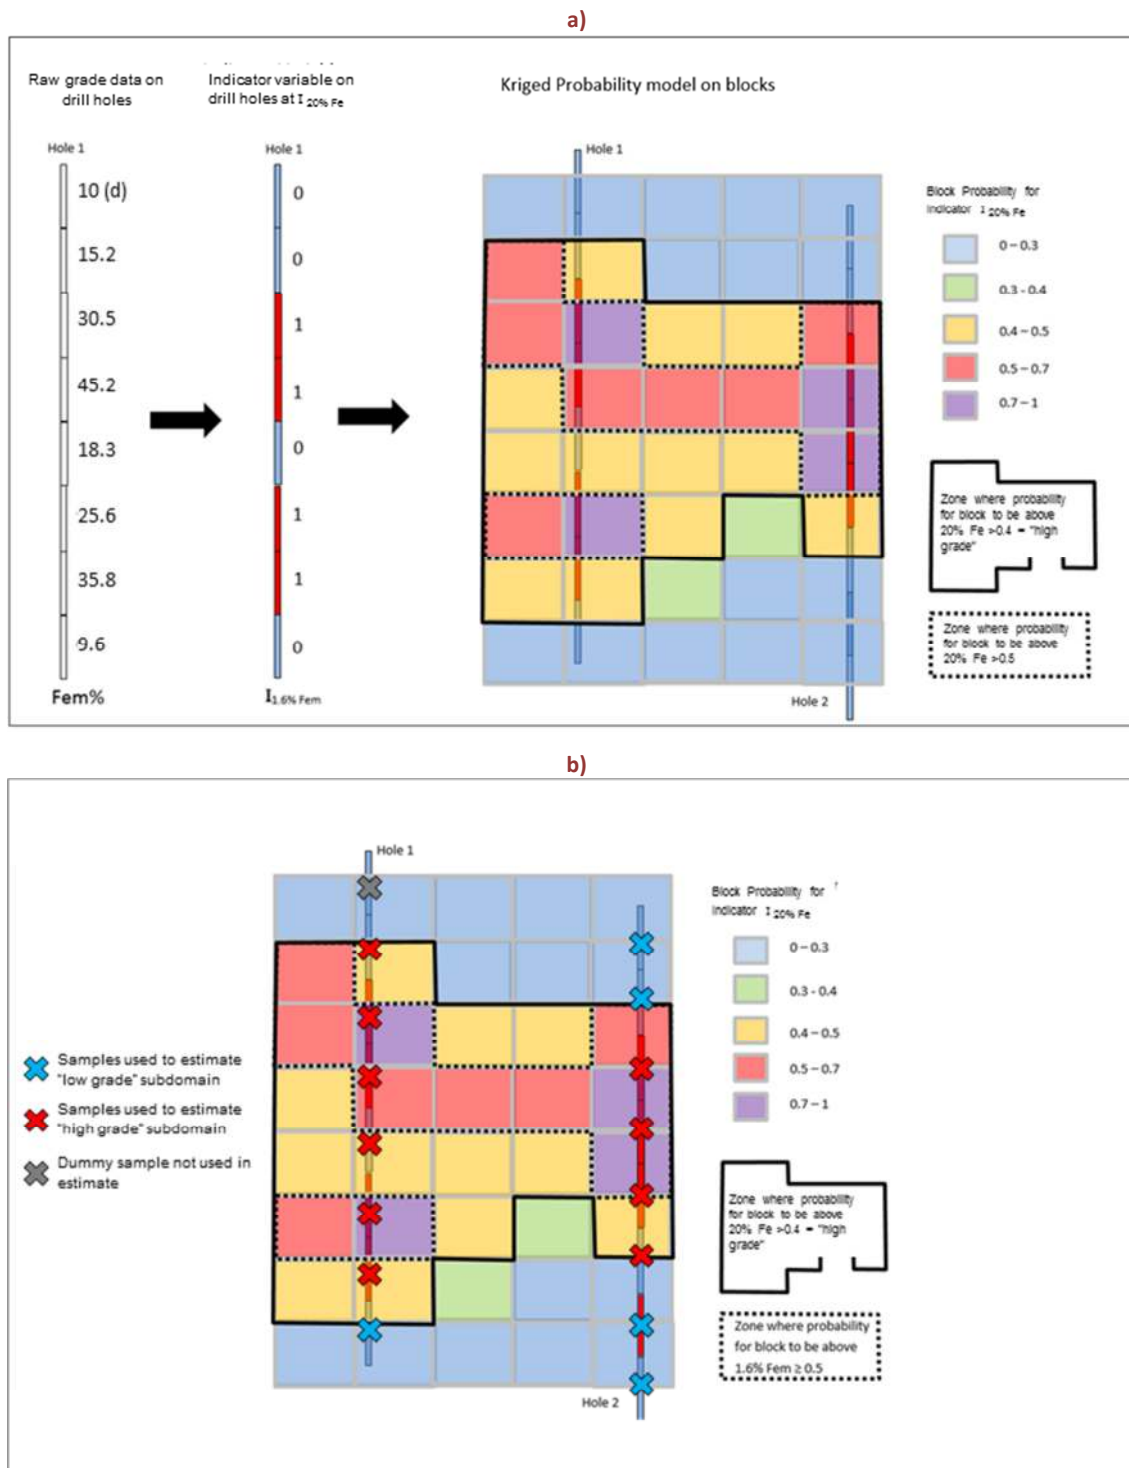 a)
Raw grade data on
drill holes
Indicator variable on
drill holes at I 20% Fe
Kriged Probability model on blocks
Hole 1
10 (d)
15.2
30.5
45.2
18.3
25.6
35.8
9.6
Fem%
Hole 1
0
0
1
1
0
1
1
0
I1.6% Fem
Hole 1
Hole 2
Block Probability for
Indicator I 20% Fe
0 – 0.3
0.3 - 0.4
0.4 – 0.5
0.5 – 0.7
0.7 – 1
Zone where probability
for block to be above
20% Fe >0.4 = "high
grade"
Zone where probability
for block to be above
20% Fe >0.5
b)
Hole 1
Hole 2
Samples used to estimate
"low grade" subdomain
Samples used to estimate
"high grade" subdomain
Dummy sample not used in
estimate
Block Probability for
Indicator I 20% Fe
0 – 0.3
0.3 - 0.4
0.4 – 0.5
0.5 – 0.7
0.7 – 1
Zone where probability
for block to be above
20% Fe >0.4 = "high
grade"
Zone where probability
for block to be above
1.6% Fem ≥ 0.5